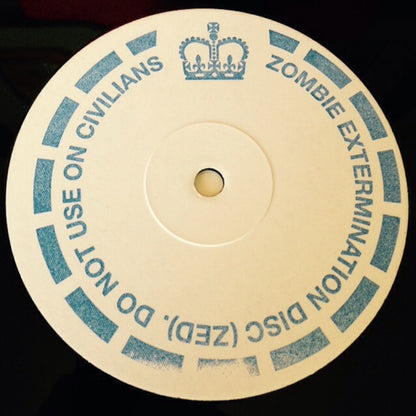 ZOMBIE EXTERMINATION DISC (ZED). DO NOT USE ON CIVILIANS